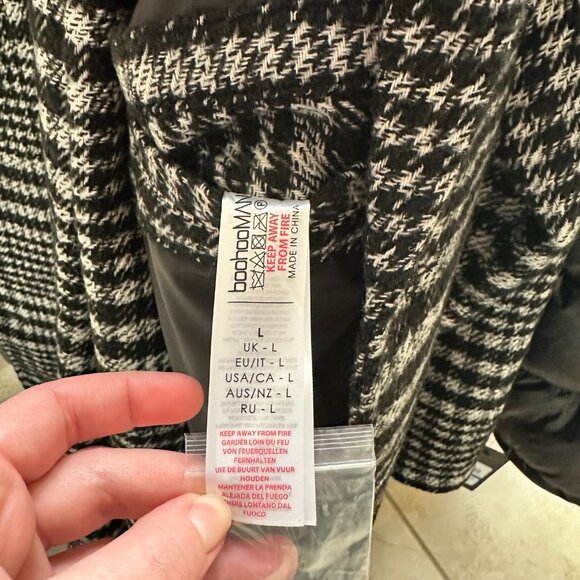 boohooMAN
KEEP AWAY
FROM FIRE
MADE IN CHINA
L
UK - L
EU/IT - L
USA/CA - L
AUS/NZ - L
RU - L
KEEP AWAY FROM FIRE
GARDER LOIN DU FEU
VON FEUERQUELLEN
FERNHALTEN
UIT DE BUURT VAN VUUR
HOUDEN
MANTENER LA PRENDA
ALEJADA DEL FUEGO
LONTANO DAL
FUOCO